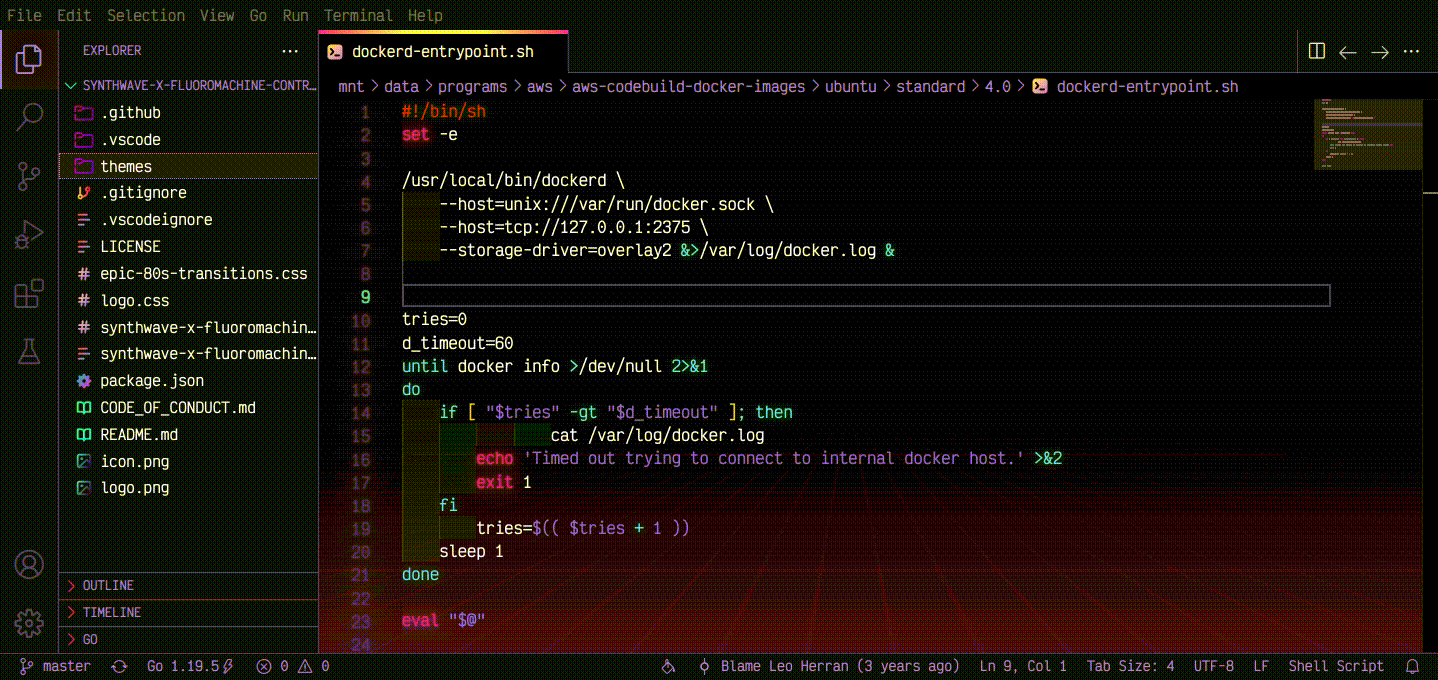 File Edit Selection View Go Run Terminal Help
EXPLORER ...
SYNTHWAVE-X-FLUOROMACHINE-CONTR…
.github
.vscode
themes
.gitignore
.vscodeignore
LICENSE
epic-80s-transitions.css
logo.css
synthwave-x-fluoromachin…
synthwave-x-fluoromachin…
package.json
CODE_OF_CONDUCT.md
README.md
icon.png
logo.png
OUTLINE
TIMELINE
GO
dockerd-entrypoint.sh
mnt > data > programs > aws > aws-codebuild-docker-images > ubuntu > standard > 4.0 > dockerd-entrypoint.sh
1 #!/bin/sh
2 set -e
3
4 /usr/local/bin/dockerd \
5     --host=unix:///var/run/docker.sock \
6     --host=tcp://127.0.0.1:2375 \
7     --storage-driver=overlay2 &>/var/log/docker.log &
8
9
10 tries=0
11 d_timeout=60
12 until docker info >/dev/null 2>&1
13 do
14     if [ "$tries" -gt "$d_timeout" ]; then
15                 cat /var/log/docker.log
16         echo 'Timed out trying to connect to internal docker host.' >&2
17         exit 1
18     fi
19         tries=$(( $tries + 1 ))
20     sleep 1
21 done
22
23 eval "$@"
24
master Go 1.19.5 0 0 Blame Leo Herran (3 years ago) Ln 9, Col 1 Tab Size: 4 UTF-8 LF Shell Script